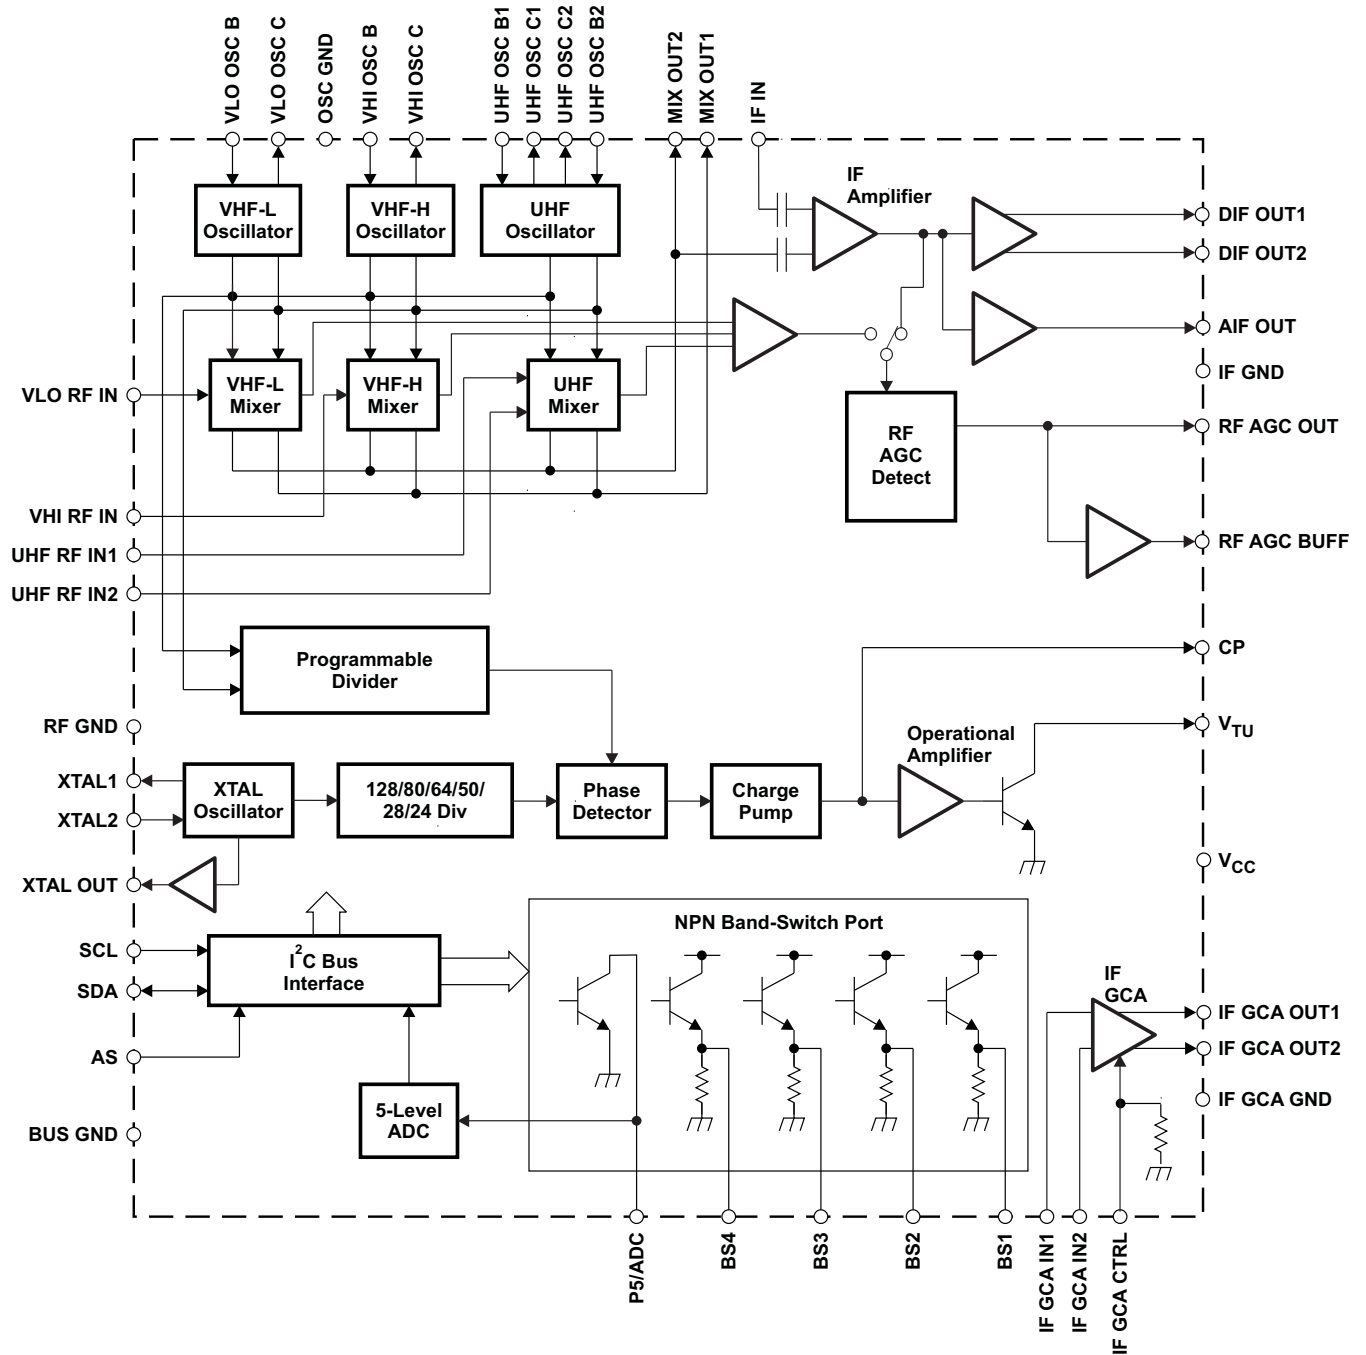 VLO OSC B
VLO OSC C
OSC GND
VHI OSC B
VHI OSC C
UHF OSC B1
UHF OSC C1
UHF OSC C2
UHF OSC B2
MIX OUT2
MIX OUT1
IF IN
VHF-L
Oscillator
VHF-H
Oscillator
UHF
Oscillator
IF
Amplifier
DIF OUT1
DIF OUT2
AIF OUT
IF GND
VLO RF IN
VHF-L
Mixer
VHF-H
Mixer
UHF
Mixer
RF
AGC
Detect
RF AGC OUT
VHI RF IN
UHF RF IN1
UHF RF IN2
RF AGC BUFF
Programmable
Divider
CP
RF GND
Operational
Amplifier
VTU
XTAL1
XTAL2
XTAL
Oscillator
128/80/64/50/
28/24 Div
Phase
Detector
Charge
Pump
VCC
XTAL OUT
NPN Band-Switch Port
SCL
SDA
I2C Bus
Interface
IF
GCA
IF GCA OUT1
IF GCA OUT2
AS
5-Level
ADC
IF GCA GND
BUS GND
P5/ADC
BS4
BS3
BS2
BS1
IF GCA IN1
IF GCA IN2
IF GCA CTRL